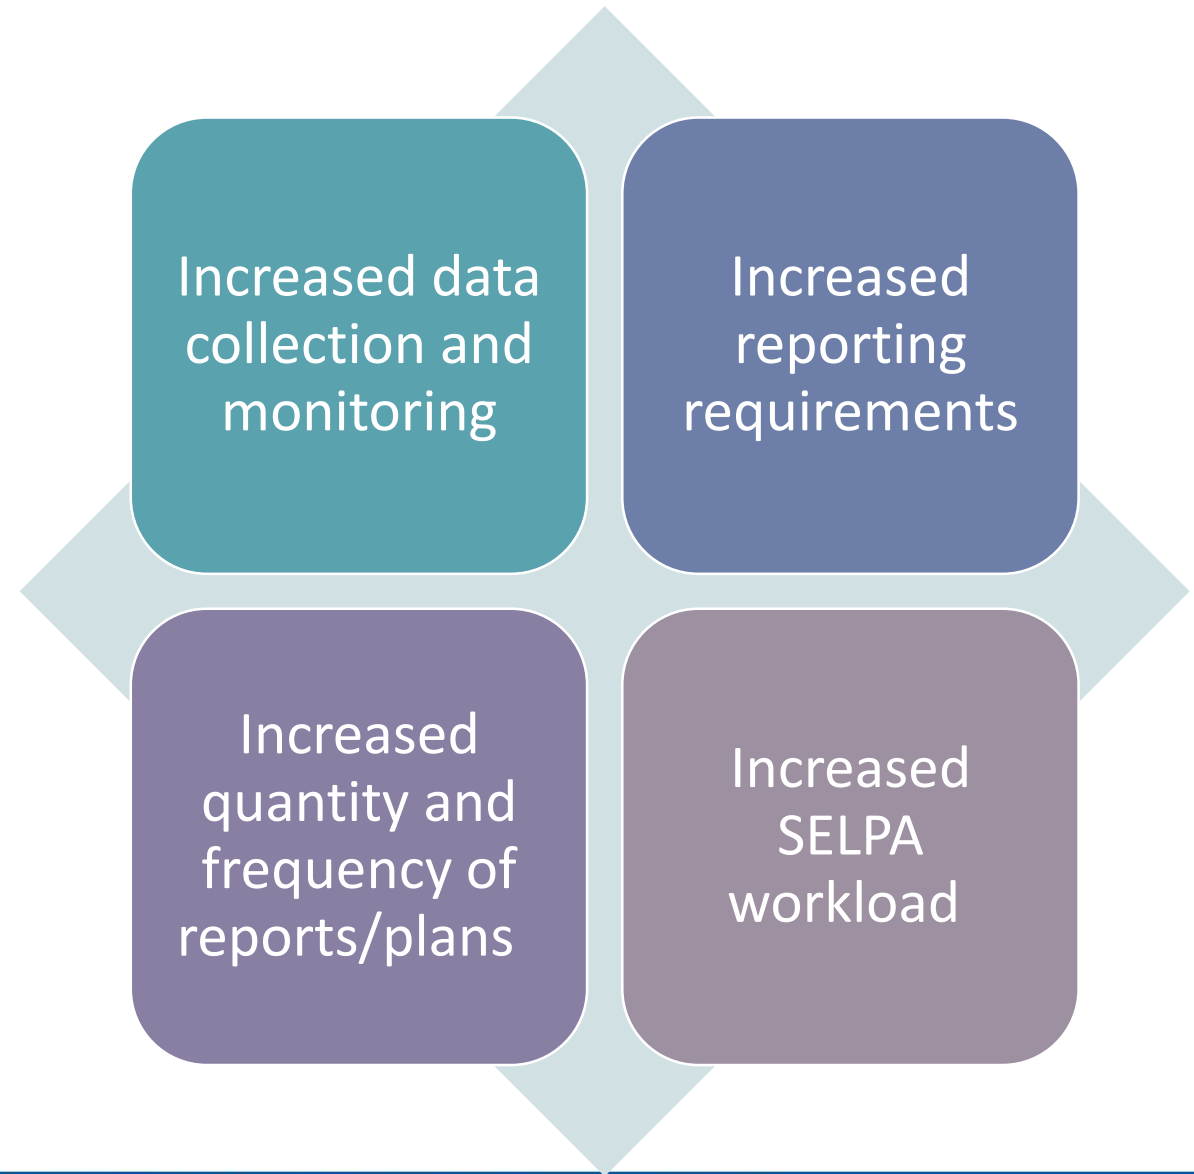 Increased data
collection and
monitoring
Increased
reporting
requirements
Increased
quantity and
frequency of
reports/plans
Increased
SELPA
workload